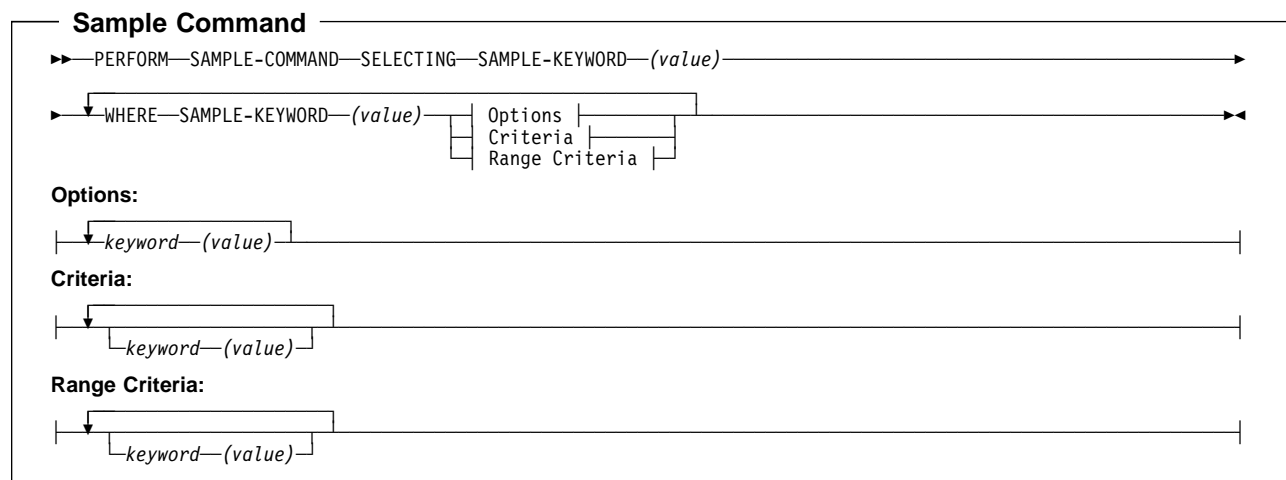 Sample Command
PERFORM SAMPLE-COMMAND SELECTING SAMPLE-KEYWORD (value)
WHERE SAMPLE-KEYWORD (value) Options
Criteria
Range Criteria
Options:
keyword (value)
Criteria:
keyword (value)
Range Criteria:
keyword (value)